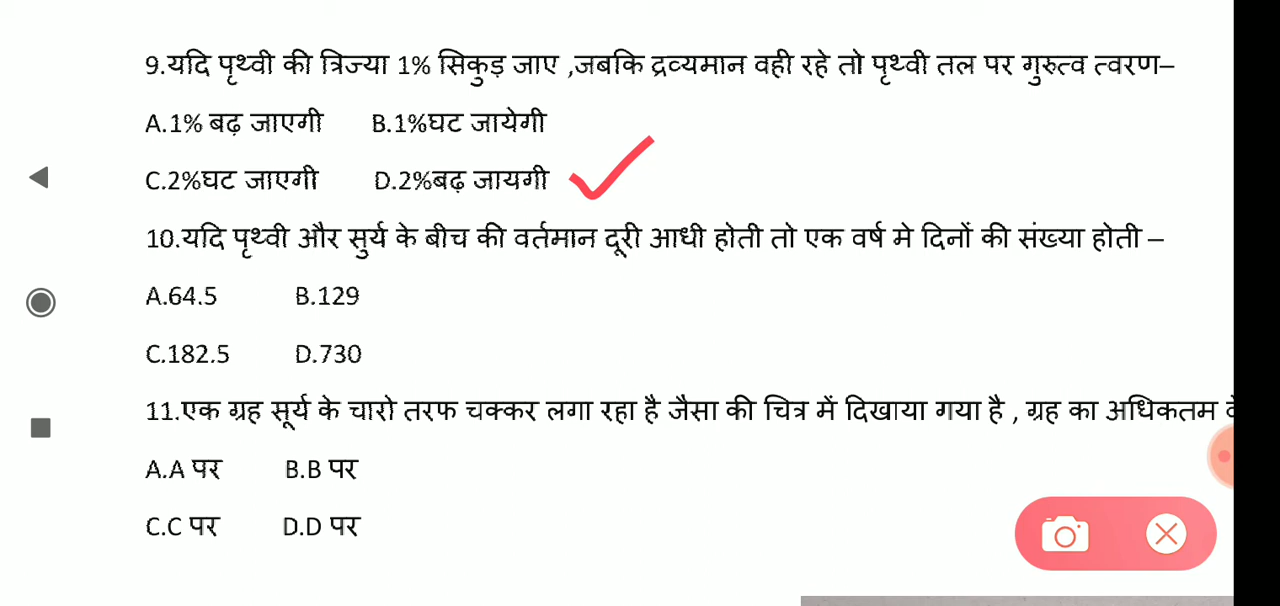 9.यदि पृथ्वी की त्रिज्या 1% सिकुड़ जाए ,जबकि द्रव्यमान वही रहे तो पृथ्वी तल पर गुरुत्व त्वरण–
A.1% बढ़ जाएगी B.1%घट जायेगी
C.2%घट जाएगी D.2%बढ़ जायगी
10.यदि पृथ्वी और सुर्य के बीच की वर्तमान दूरी आधी होती तो एक वर्ष मे दिनों की संख्या होती –
A.64.5 B.129
C.182.5 D.730
11.एक ग्रह सूर्य के चारो तरफ चक्कर लगा रहा है जैसा की चित्र में दिखाया गया है , ग्रह का अधिकतम
A.A पर B.B पर
C.C पर D.D पर